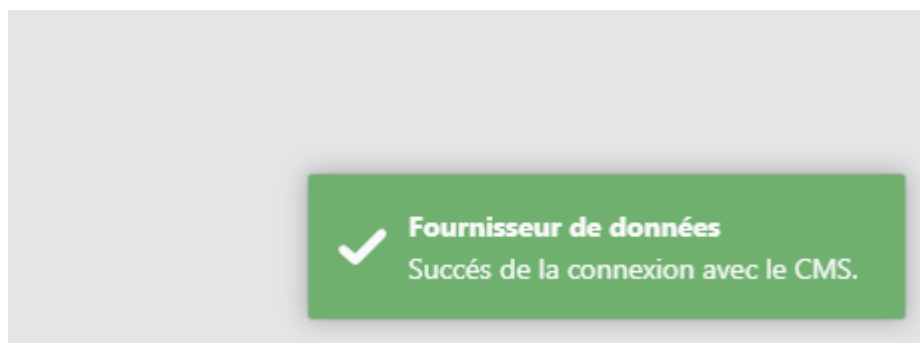 Fournisseur de données
Succés de la connexion avec le CMS.